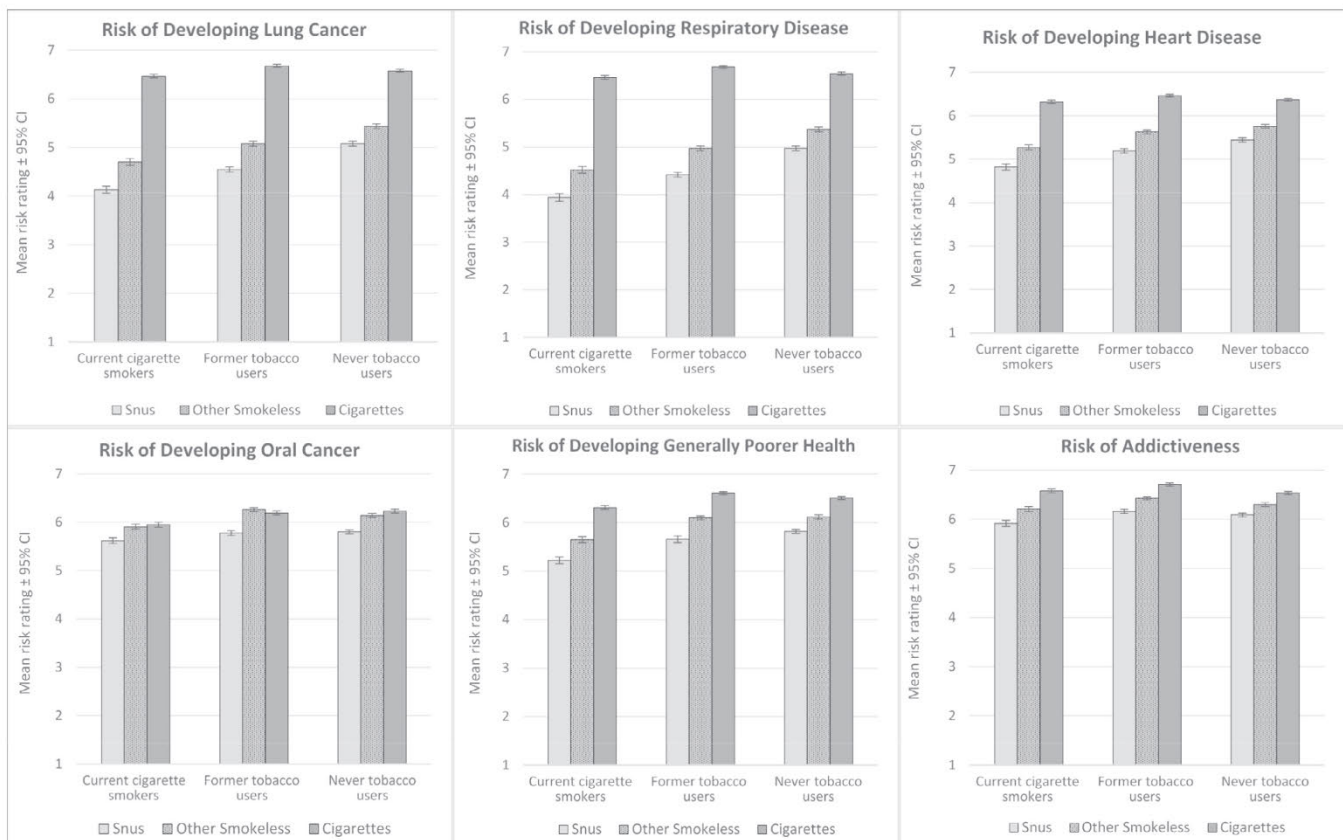 Risk of Developing Lung Cancer
Mean risk rating ± 95% CI
7
6
5
4
3
2
1
Current cigarette smokers
Former tobacco users
Never tobacco users
Snus Other Smokeless Cigarettes
Risk of Developing Respiratory Disease
Mean risk rating ± 95% CI
7
6
5
4
3
2
1
Current cigarette smokers
Former tobacco users
Never tobacco users
Snus Other Smokeless Cigarettes
Risk of Developing Heart Disease
Mean risk rating ± 95% CI
7
6
5
4
3
2
1
Current cigarette smokers
Former tobacco users
Never tobacco users
Snus Other Smokeless Cigarettes
Risk of Developing Oral Cancer
Mean risk rating ± 95% CI
7
6
5
4
3
2
1
Current cigarette smokers
Former tobacco users
Never tobacco users
Snus Other Smokeless Cigarettes
Risk of Developing Generally Poorer Health
Mean risk rating ± 95% CI
7
6
5
4
3
2
1
Current cigarette smokers
Former tobacco users
Never tobacco users
Snus Other Smokeless Cigarettes
Risk of Addictiveness
Mean risk rating ± 95% CI
7
6
5
4
3
2
1
Current cigarette smokers
Former tobacco users
Never tobacco users
Snus Other Smokeless Cigarettes